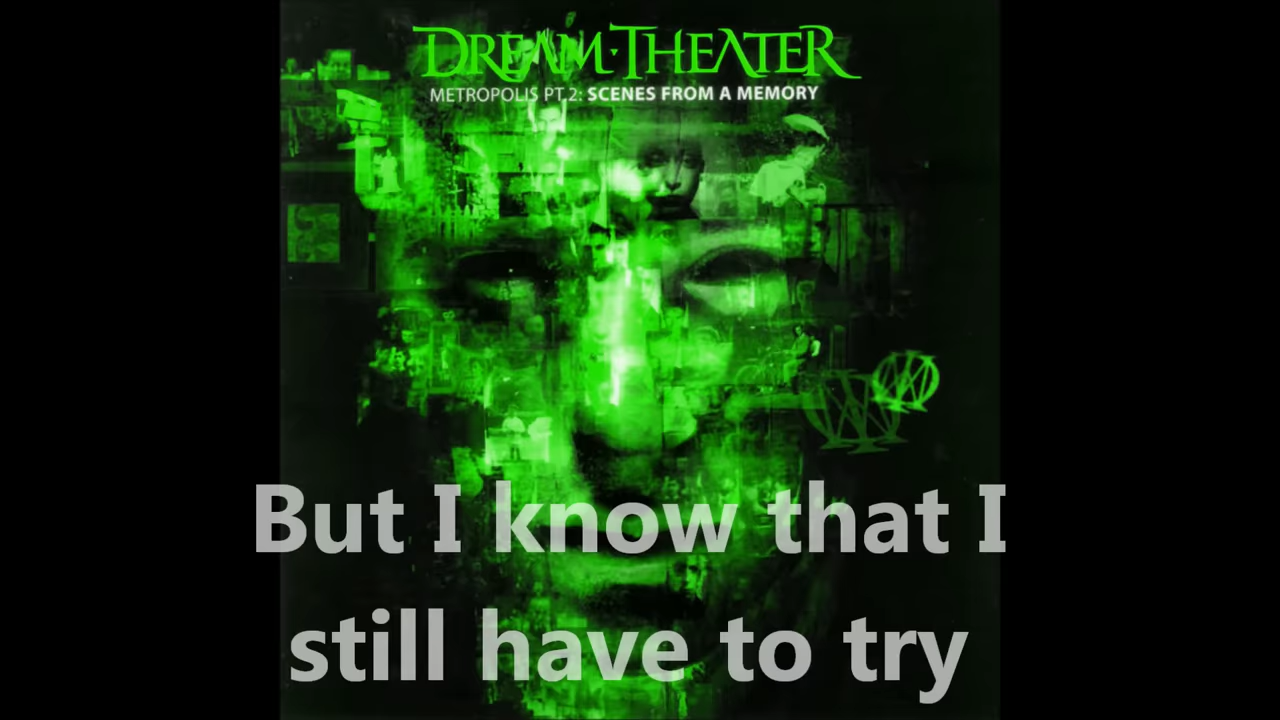 DREAM·THEATER
METROPOLIS PT.2: SCENES FROM A MEMORY
But I know that I
still have to try